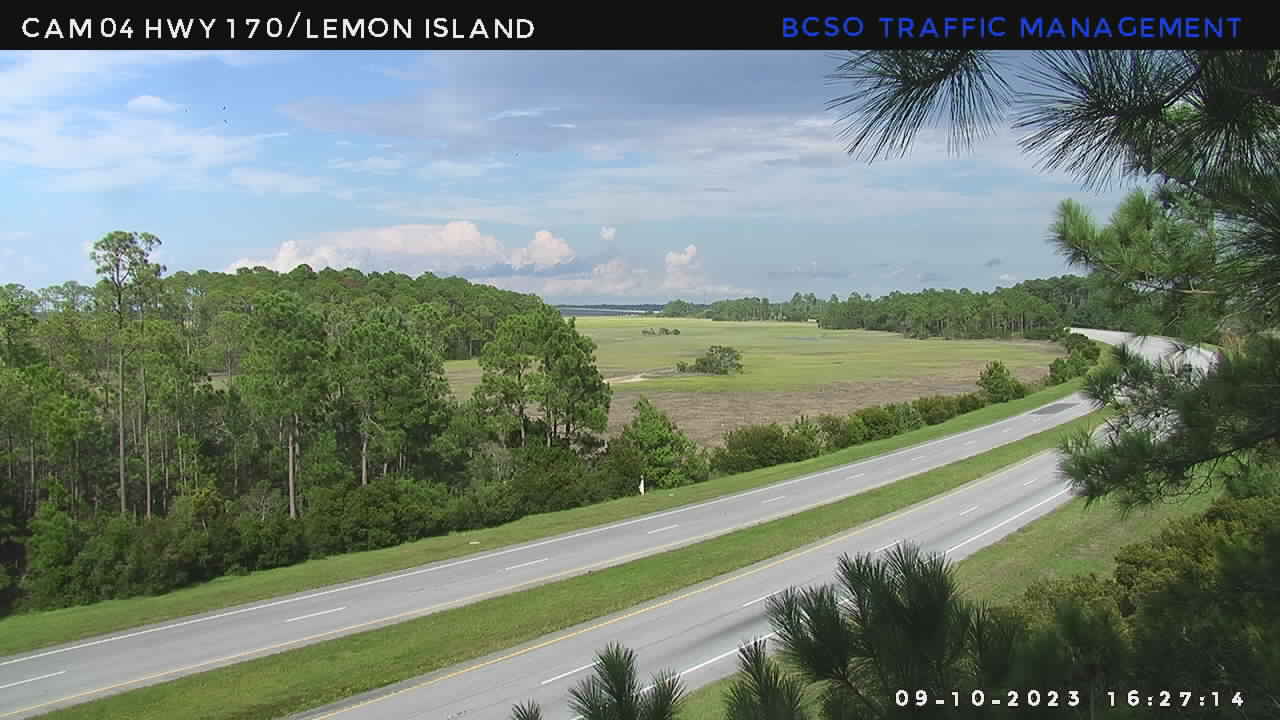 CAM 04 HWY 170/LEMON ISLAND
BCSO TRAFFIC MANAGEMENT
09-10-2023 16:27:14